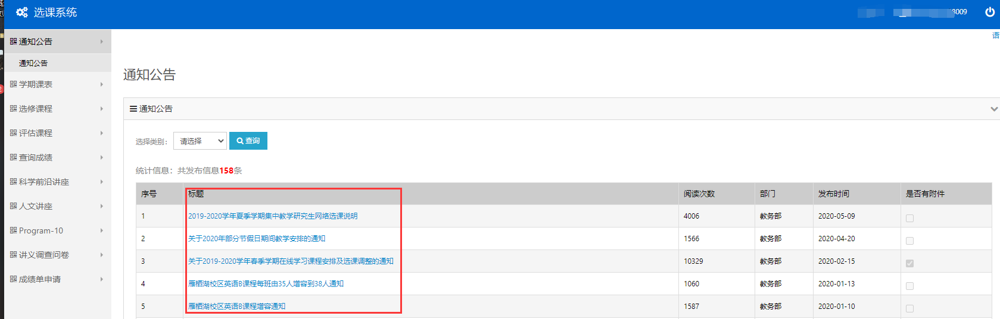 选课系统
8009
通知公告
通知公告
学期课表
选修课程
评估课程
查询成绩
科学前沿讲座
人文讲座
Program-10
讲义调查问卷
成绩单申请
语
通知公告
通知公告
选择类别: 请选择 查询
统计信息: 共发布信息158条
序号 标题 阅读次数 部门 发布时间 是否有附件
1 2019-2020学年夏季学期集中教学研究生网络选课说明 4006 教务部 2020-05-09
2 关于2020年部分节假日期间教学安排的通知 1566 教务部 2020-04-20
3 关于2019-2020学年春季学期在线学习课程安排及选课调整的通知 10329 教务部 2020-02-15
4 雁栖湖校区英语B课程每班由35人增容到38人通知 1060 教务部 2020-01-13
5 雁栖湖校区英语B课程增容通知 1587 教务部 2020-01-10